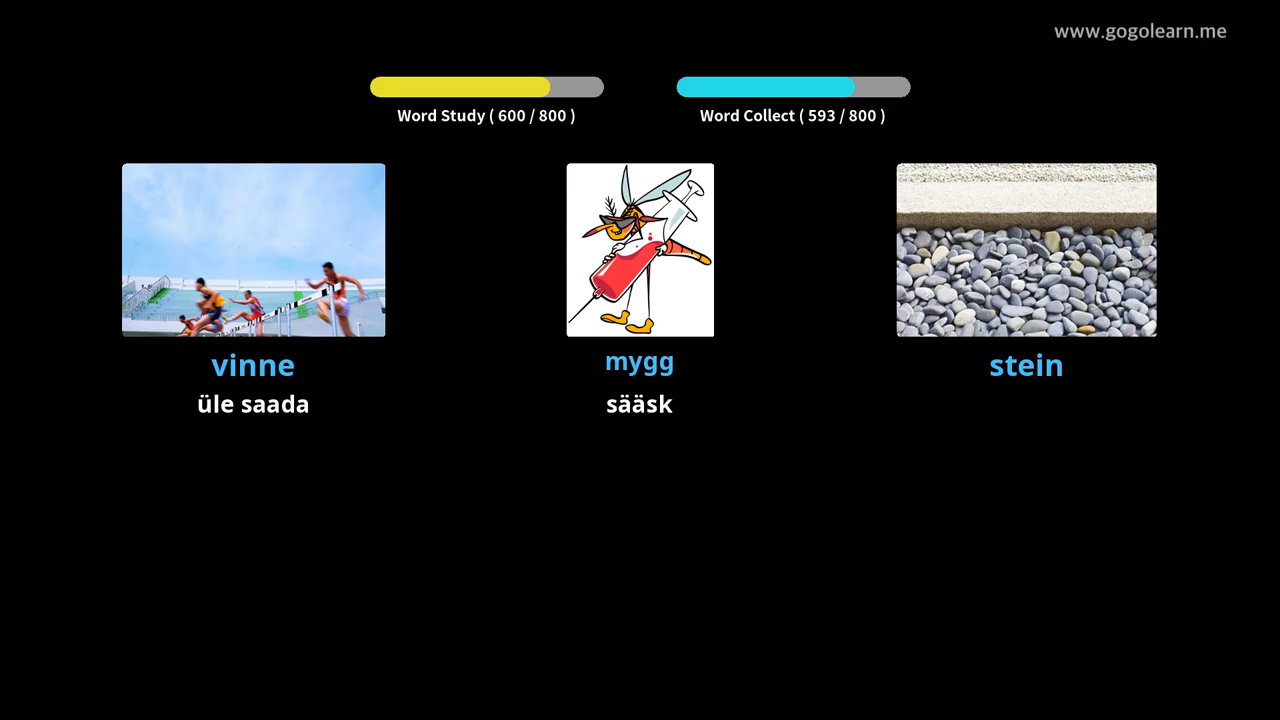 www.gogolearn.me
Word Study ( 600 / 800 )
Word Collect ( 593 / 800 )
vinne
mygg
stein
üle saada
sääsk